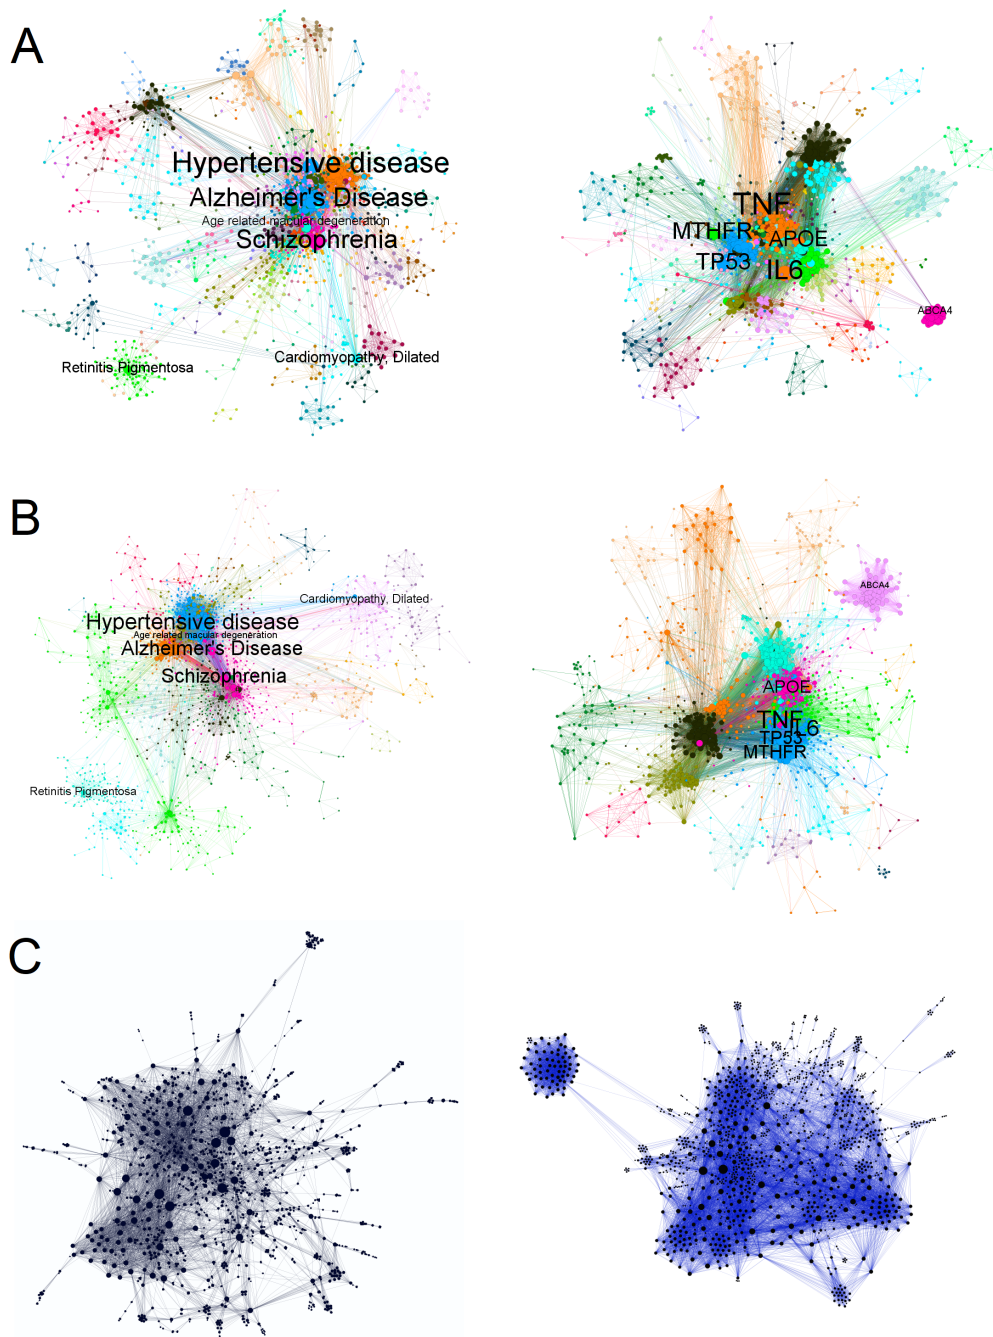 A
Hypertensive disease
Alzheimer's Disease
Age related macular degeneration
Schizophrenia
Retinitis Pigmentosa
Cardiomyopathy, Dilated
TNF
MTHFR
APOE
TP53
IL6
ABCA4
B
Cardiomyopathy, Dilated
Hypertensive disease
Age related macular degeneration
Alzheimer's Disease
Schizophrenia
Retinitis Pigmentosa
ABCA4
APOE
TNF
IL6
TP53
MTHFR
C